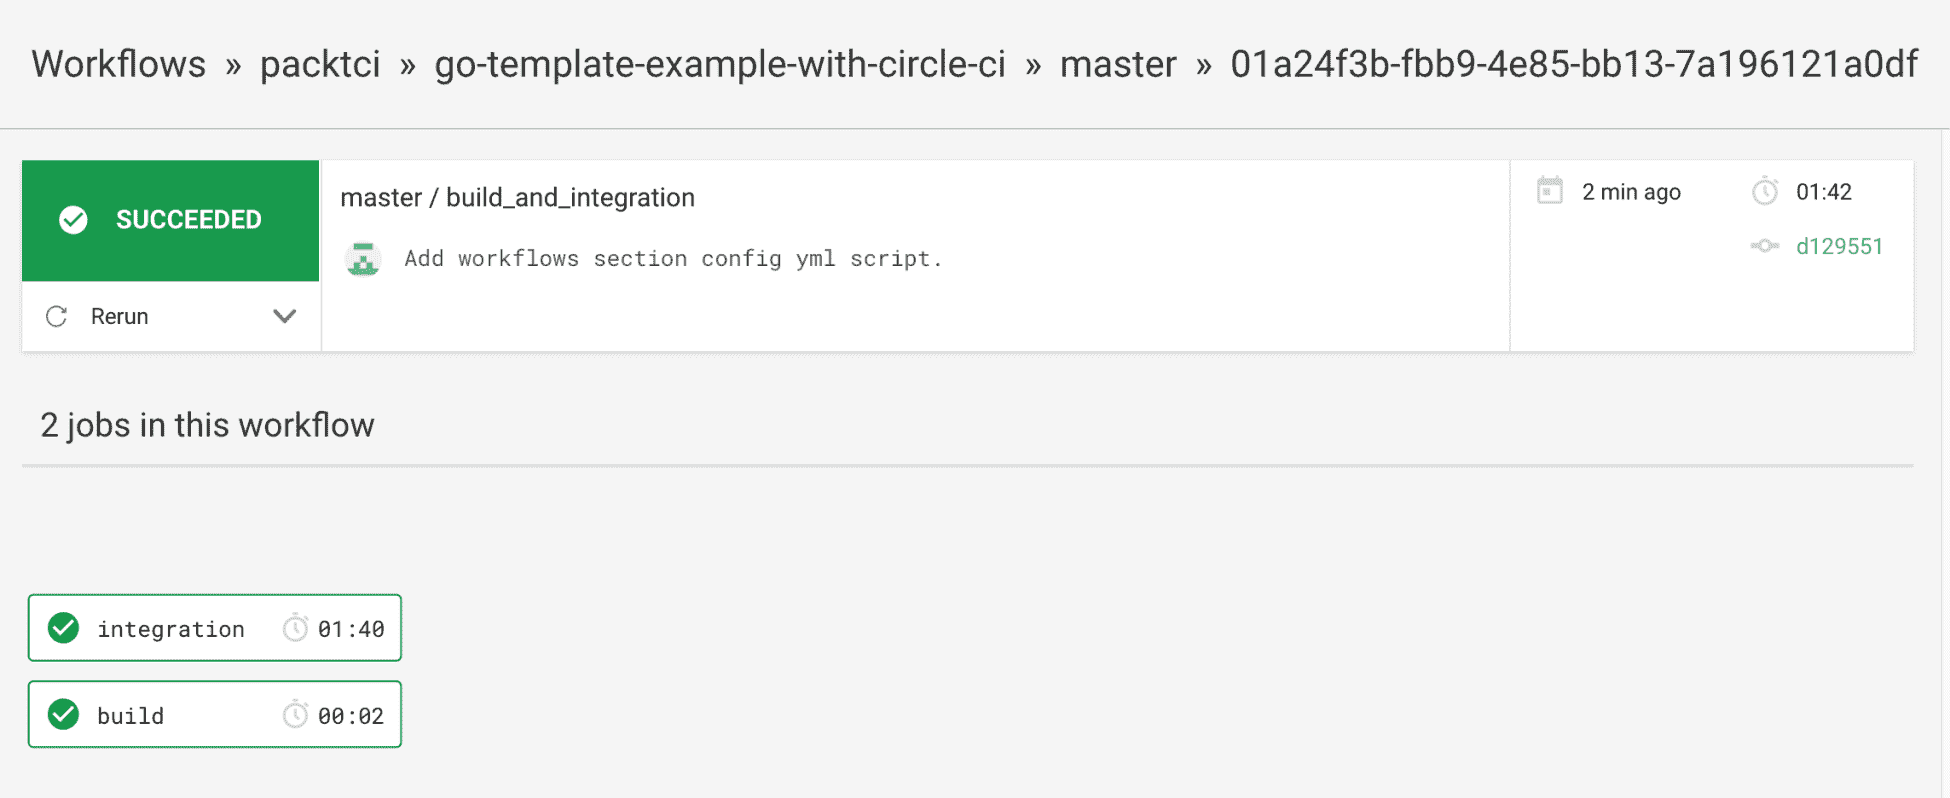 Workflows » packtci » go-template-example-with-circle-ci » master » 01a24f3b-fbb9-4e85-bb13-7a196121a0df
SUCCEEDED
Rerun
master / build_and_integration
Add workflows section config yml script.
2 min ago
01:42
d129551
2 jobs in this workflow
integration 01:40
build 00:02